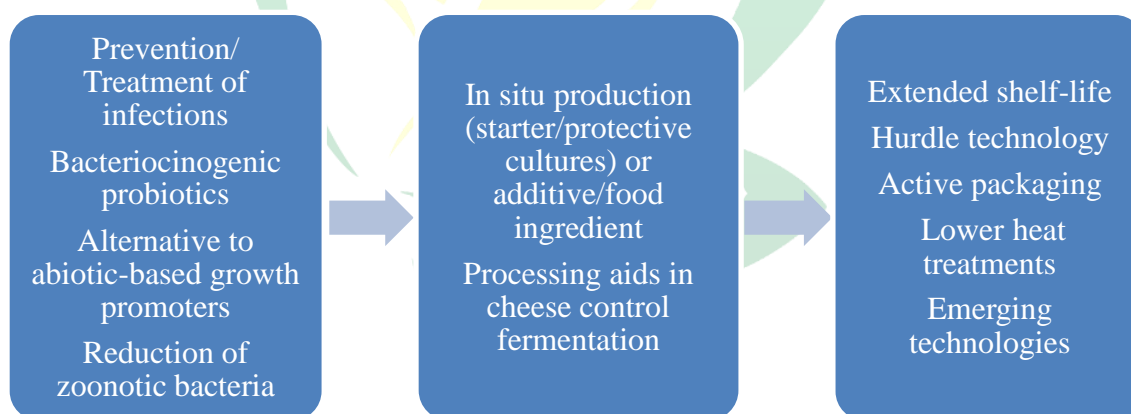 Prevention/
Treatment of
infections
Bacteriocinogenic
probiotics
Alternative to
abiotic-based growth
promoters
Reduction of
zoonotic bacteria
In situ production
(starter/protective
cultures) or
additive/food
ingredient
Processing aids in
cheese control
fermentation
Extended shelf-life
Hurdle technology
Active packaging
Lower heat
treatments
Emerging
technologies